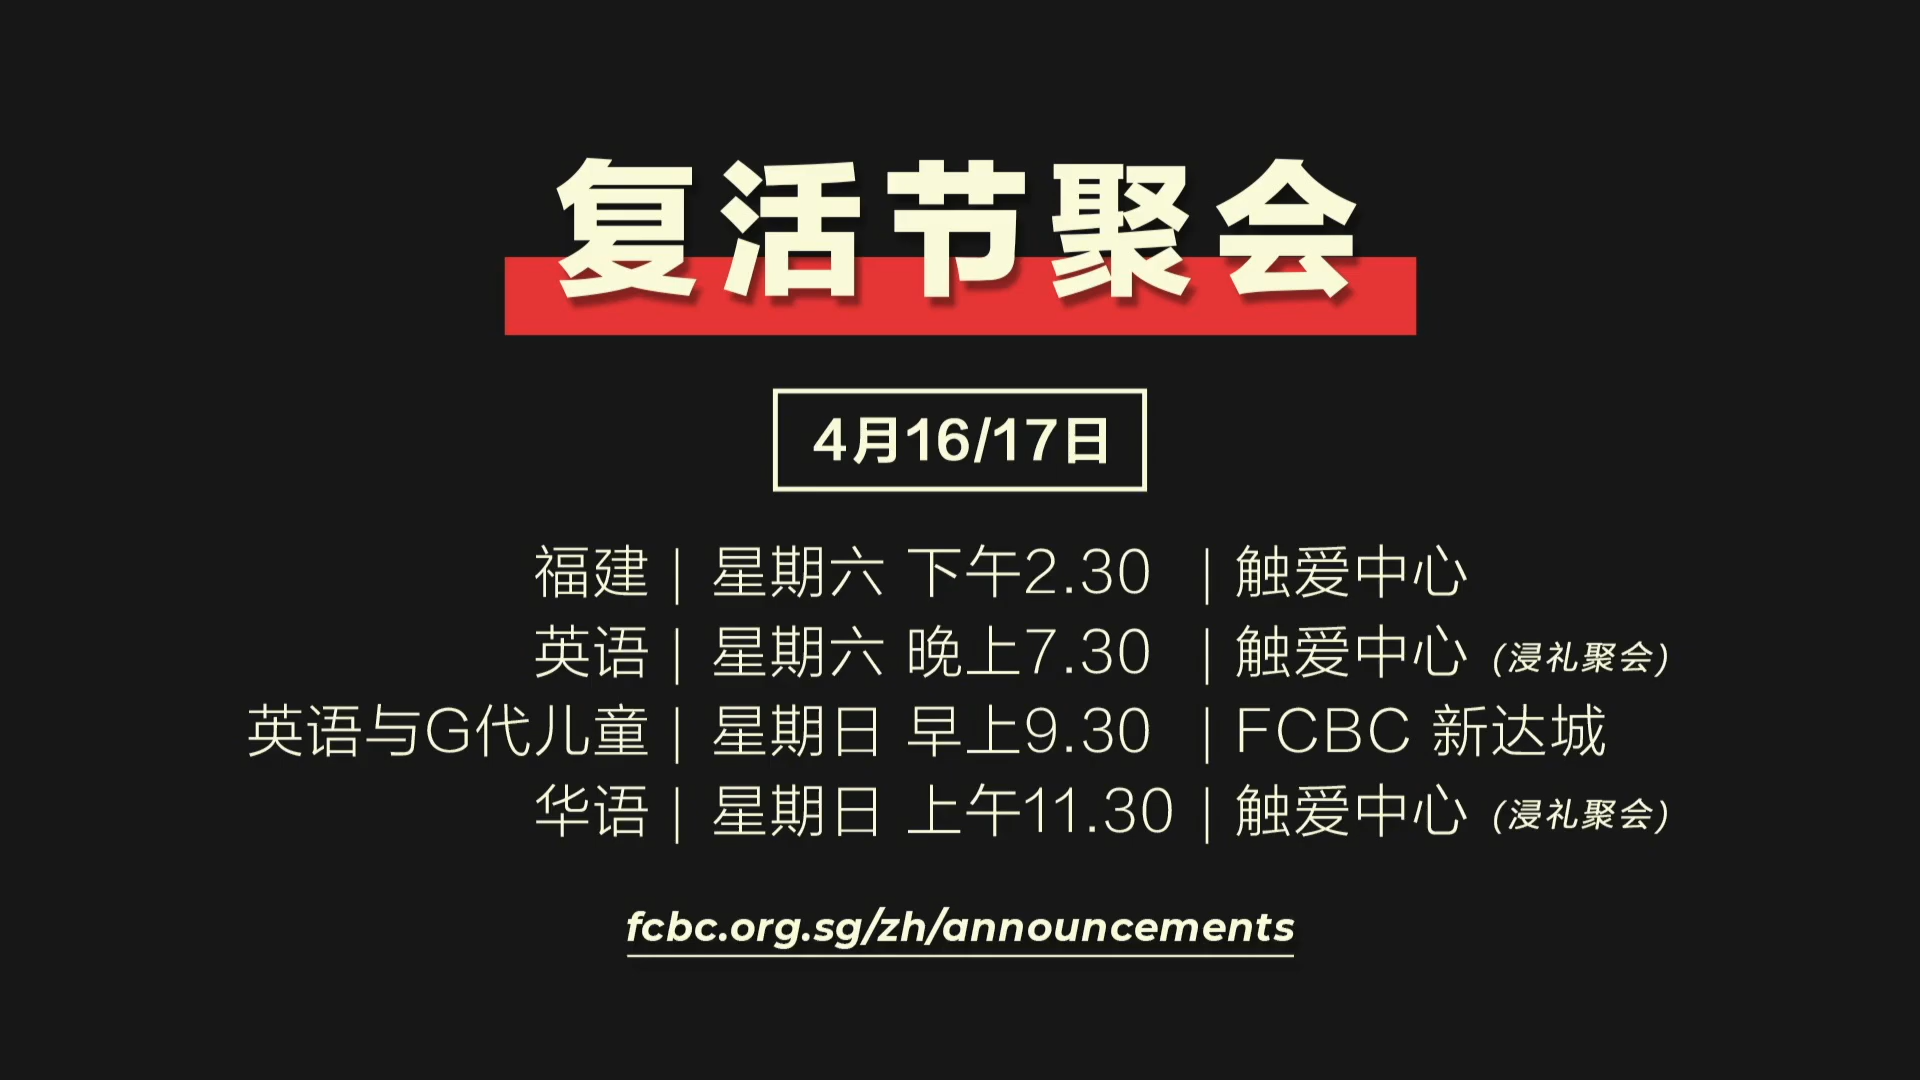 复活节聚会
4月16/17日
福建 | 星期六 下午2.30 | 触爱中心
英语 | 星期六 晚上7.30 | 触爱中心 (浸礼聚会)
英语与G代儿童 | 星期日 早上9.30 | FCBC 新达城
华语 | 星期日 上午11.30 | 触爱中心 (浸礼聚会)
fcbc.org.sg/zh/announcements